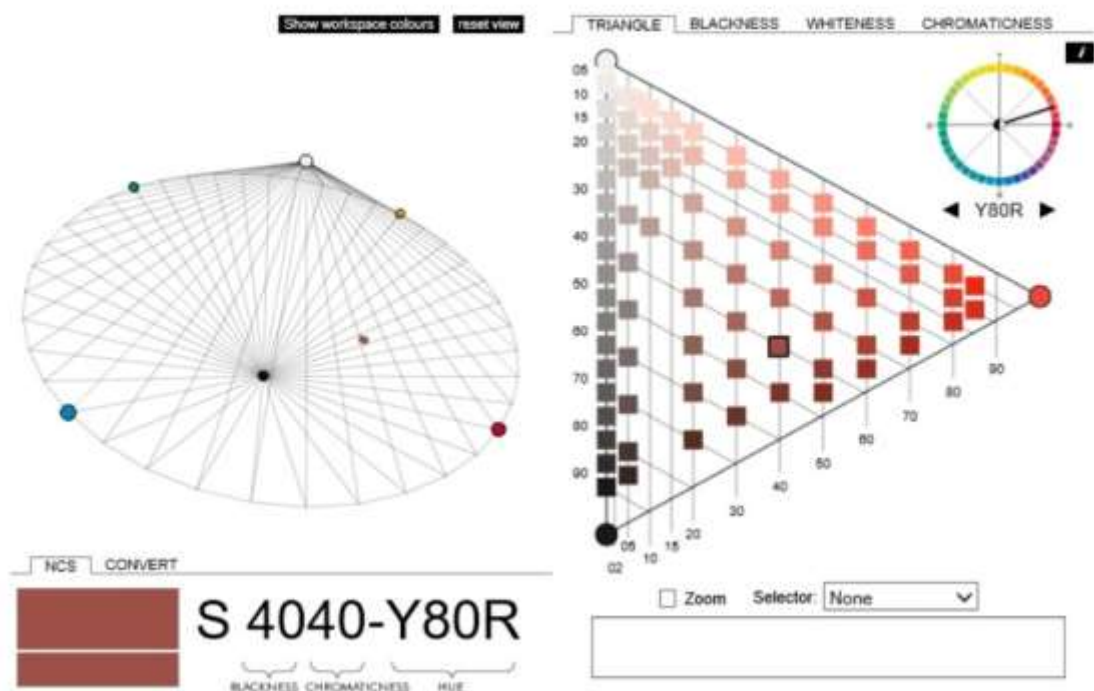 Show workspace colours reset view
TRIANGLE BLACKNESS WHITENESS CHROMATICNESS
i
05
10
15
20
30
40
50
60
70
80
90
Y80R
90
80
70
60
50
40
30
20
15
10
05
02
NCS CONVERT
S 4040-Y80R
BLACKNESS CHROMATICNESS HUE
Zoom Selector: None